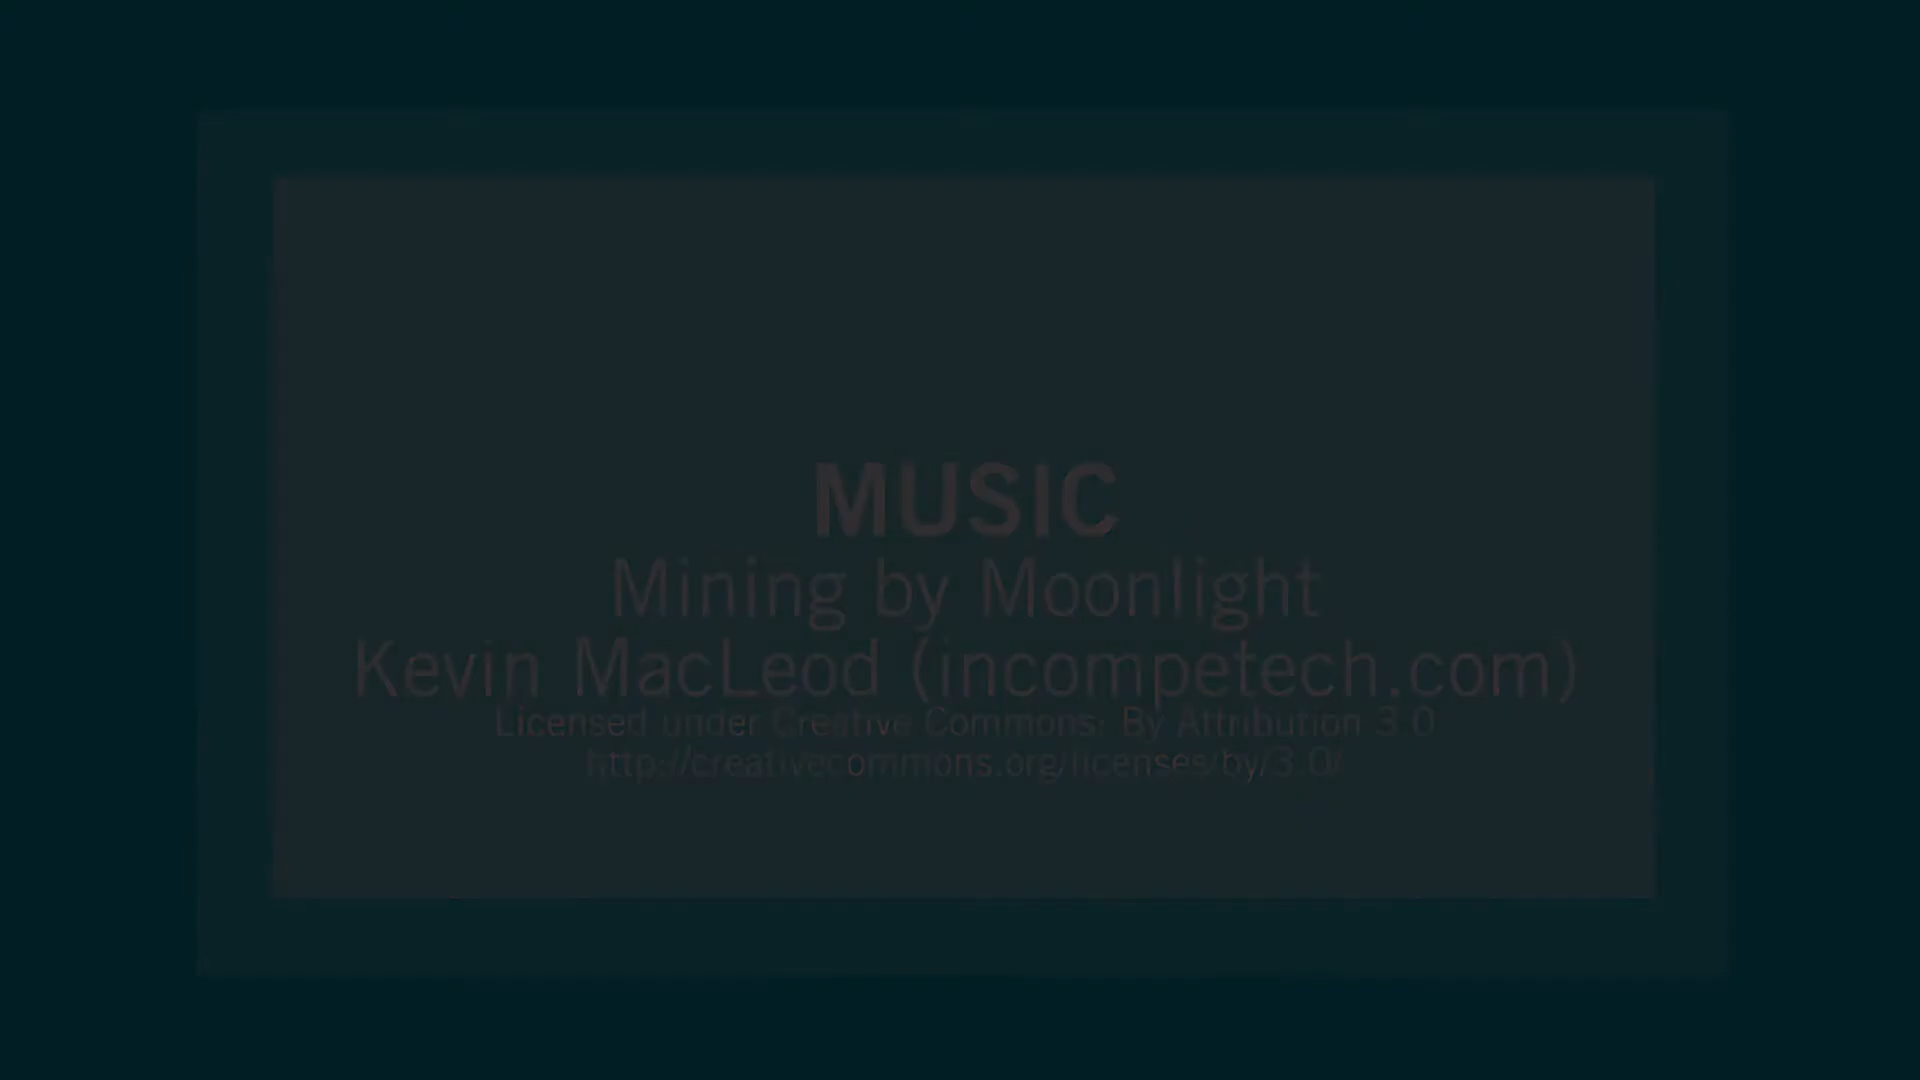 MUSIC
Mining by Moonlight
Kevin MacLeod (incompetech.com)
Licensed under Creative Commons: By Attribution 3.0
http://creativecommons.org/licenses/by/3.0/